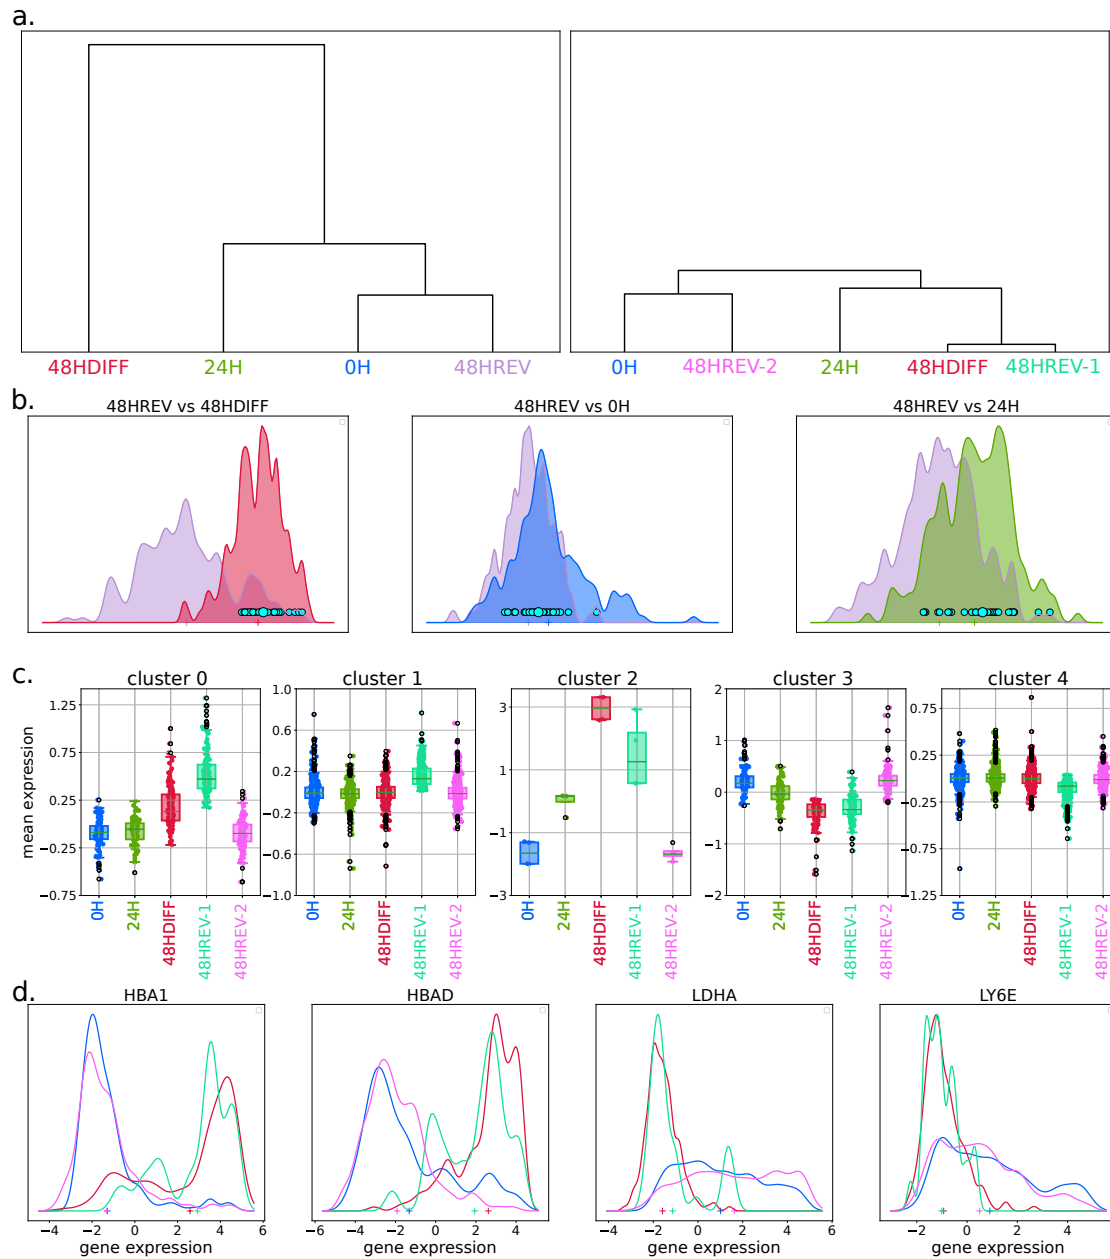 a.
48HDIFF 24H 0H 48HREV
0H 48HREV-2 24H 48HDIFF 48HREV-1
b.
48HREV vs 48HDIFF
48HREV vs 0H
48HREV vs 24H
c.
cluster 0
mean expression
1.25
0.75
0.25
−0.25
−0.75
0H 24H 48HDIFF 48HREV-1 48HREV-2
cluster 1
1.0
0.6
0.2
−0.2
−0.6
−1.0
0H 24H 48HDIFF 48HREV-1 48HREV-2
cluster 2
3
1
−1
−3
0H 24H 48HDIFF 48HREV-1 48HREV-2
cluster 3
2
1
0
−1
−2
0H 24H 48HDIFF 48HREV-1 48HREV-2
cluster 4
0.75
0.25
−0.25
−0.75
−1.25
0H 24H 48HDIFF 48HREV-1 48HREV-2
d.
HBA1
−4 −2 0 2 4 6
gene expression
HBAD
−6 −4 −2 0 2 4
gene expression
LDHA
−4 −2 0 2 4 6
gene expression
LY6E
−2 0 2 4
gene expression